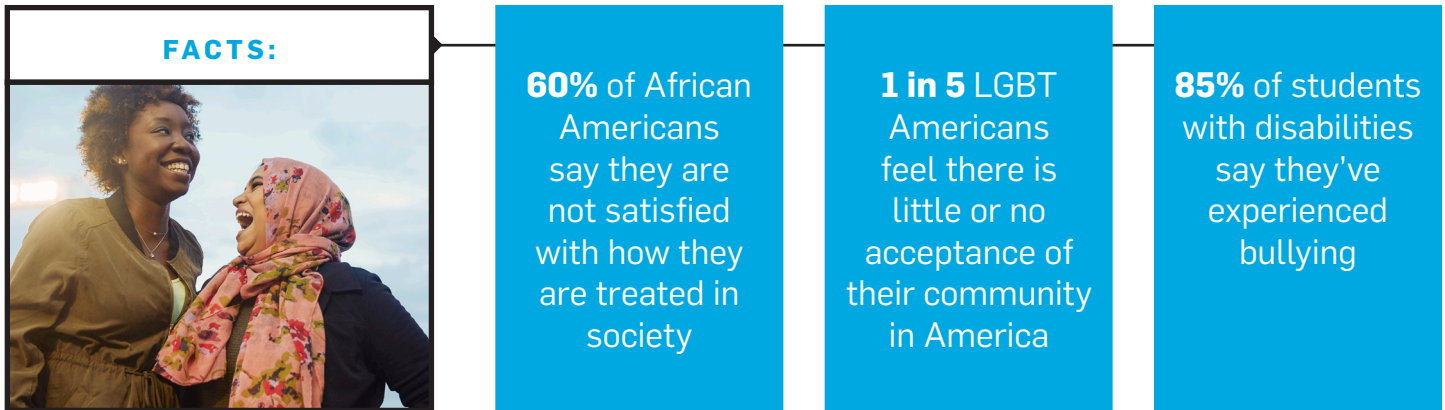 FACTS:
60% of African
Americans
say they are
not satisfied
with how they
are treated in
society
1 in 5 LGBT
Americans
feel there is
little or no
acceptance of
their community
in America
85% of students
with disabilities
say they’ve
experienced
bullying